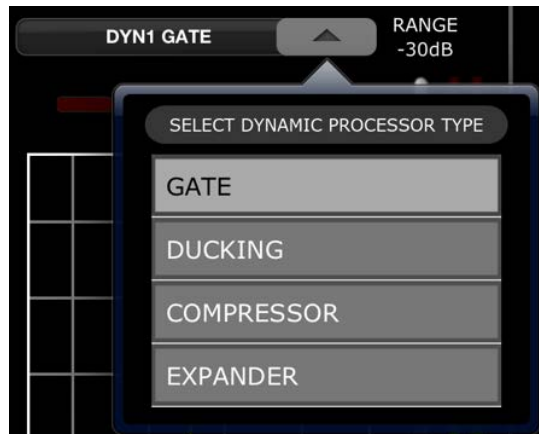 DYN1 GATE
RANGE
-30dB
SELECT DYNAMIC PROCESSOR TYPE
GATE
DUCKING
COMPRESSOR
EXPANDER